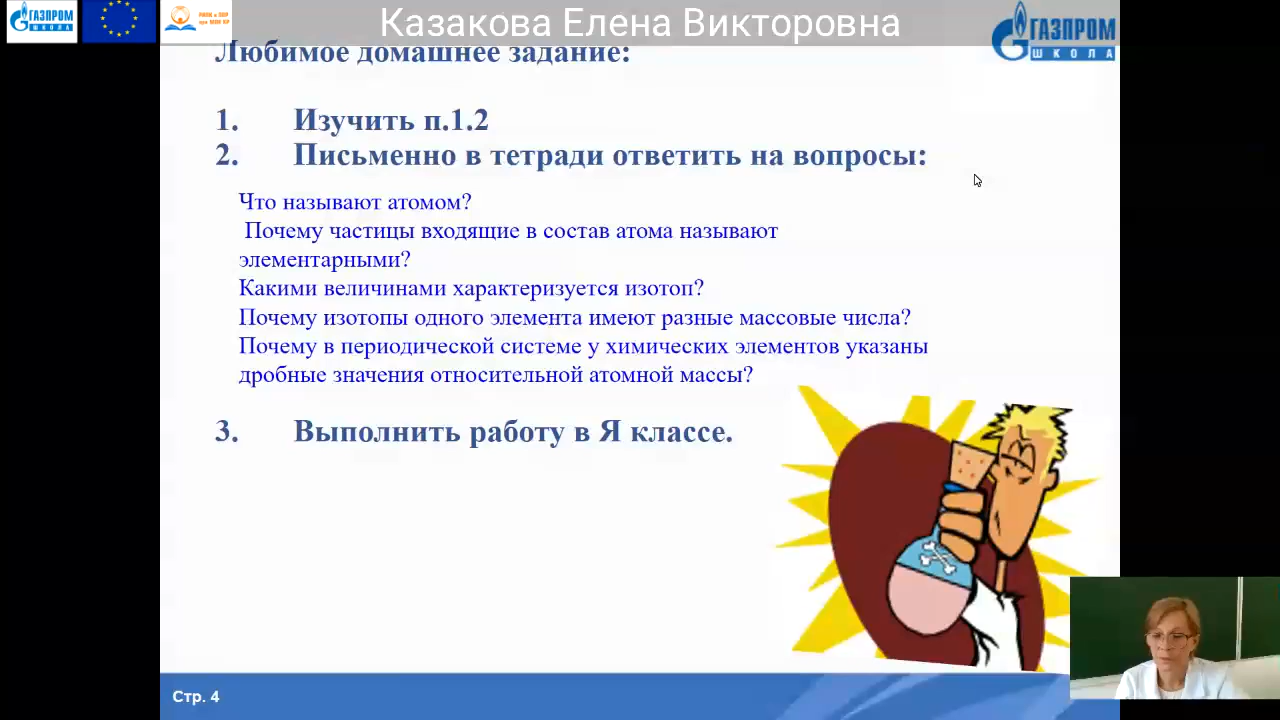 ГАЗПРОМ
ШКОЛА
Казакова Елена Викторовна
ГАЗПРОМ
ШКОЛА
Любимое домашнее задание:
1. Изучить п.1.2
2. Письменно в тетради ответить на вопросы:
Что называют атомом?
Почему частицы входящие в состав атома называют
элементарными?
Какими величинами характеризуется изотоп?
Почему изотопы одного элемента имеют разные массовые числа?
Почему в периодической системе у химических элементов указаны
дробные значения относительной атомной массы?
3. Выполнить работу в Я классе.
Стр. 4